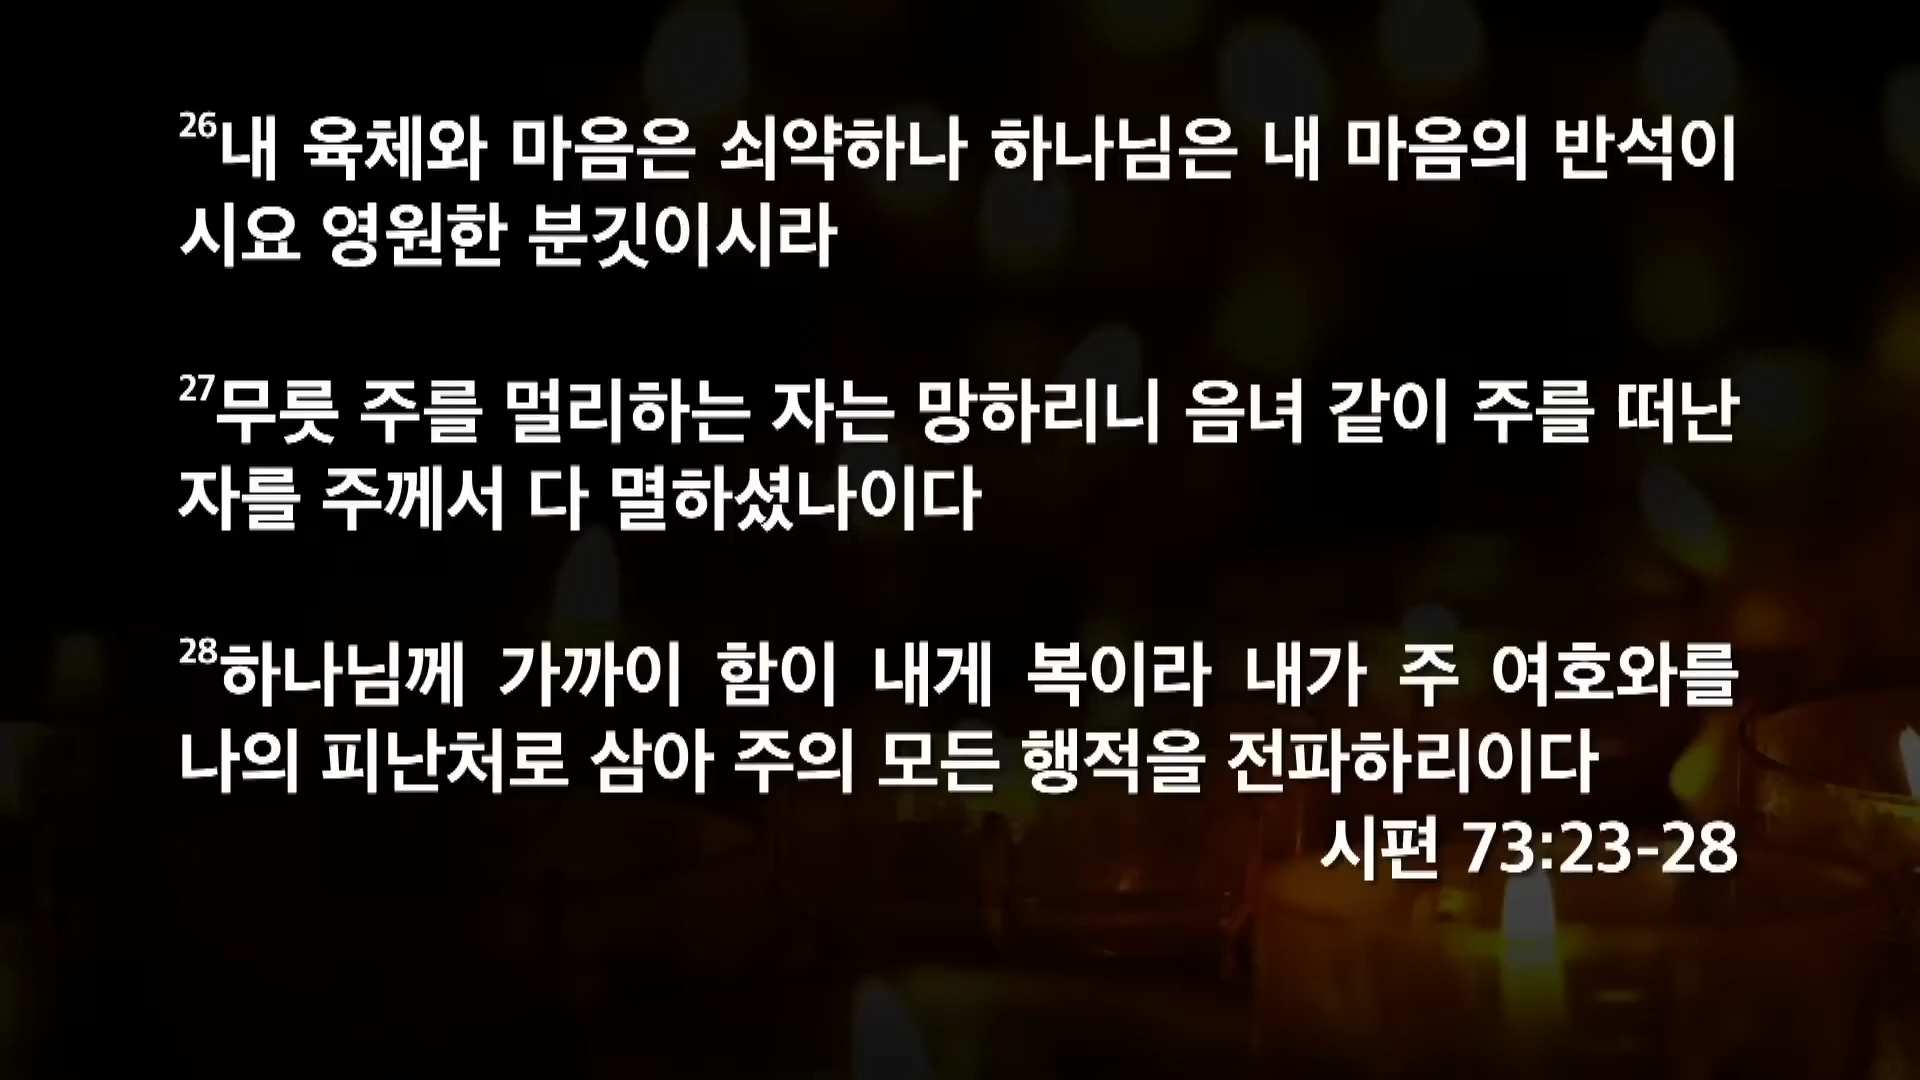 26내 육체와 마음은 쇠약하나 하나님은 내 마음의 반석이
시요 영원한 분깃이시라
27무릇 주를 멀리하는 자는 망하리니 음녀 같이 주를 떠난
자를 주께서 다 멸하셨나이다
28하나님께 가까이 함이 내게 복이라 내가 주 여호와를
나의 피난처로 삼아 주의 모든 행적을 전파하리이다
시편 73:23-28